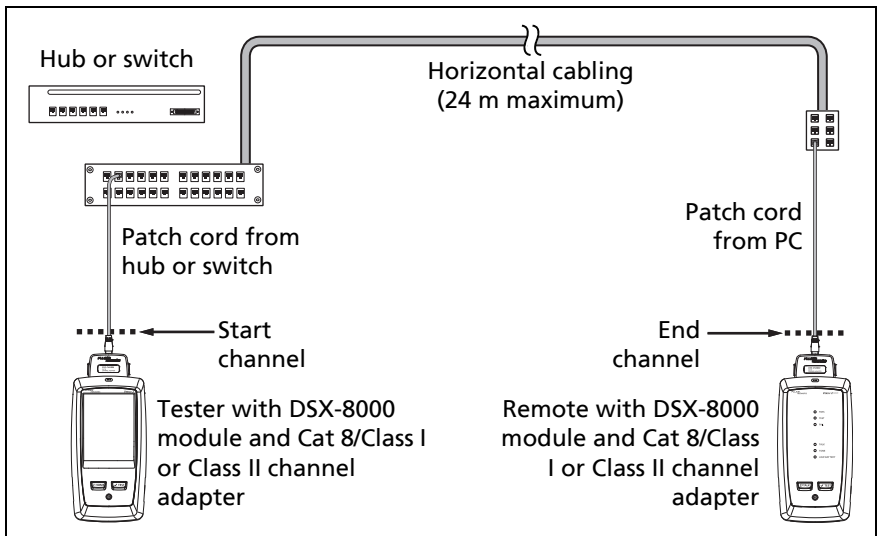 Hub or switch
Horizontal cabling
(24 m maximum)
Patch cord from
hub or switch
Patch cord
from PC
Start
channel
End
channel
Tester with DSX-8000
module and Cat 8/Class I
or Class II channel
adapter
Remote with DSX-8000
module and Cat 8/Class
I or Class II channel
adapter